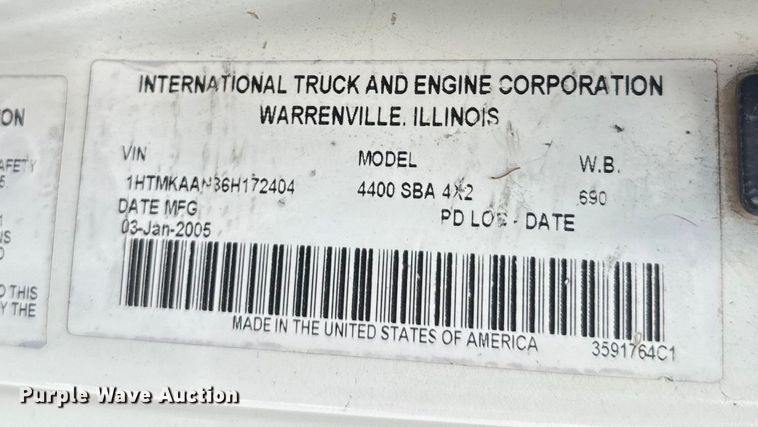 INTERNATIONAL TRUCK AND ENGINE CORPORATION
WARRENVILLE, ILLINOIS
VIN MODEL W.B.
1HTMKAAN36H172404 4400 SBA 4X2 690
DATE MFG PD LOC - DATE
03-Jan-2005
MADE IN THE UNITED STATES OF AMERICA 3591764C1
ON
AFETY
O THIS
Y THE
Purple Wave Auction